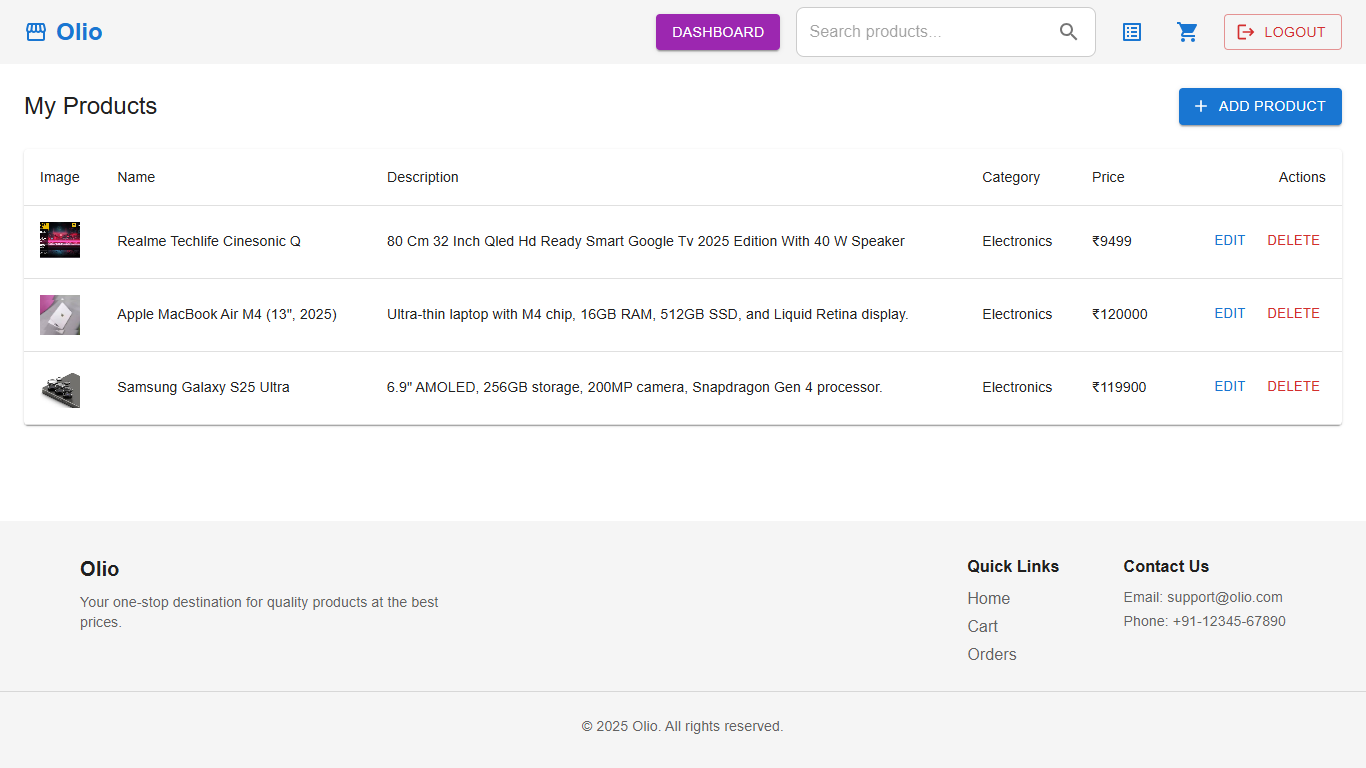 Olio
DASHBOARD
Search products...
LOGOUT
My Products
ADD PRODUCT
Image Name Description Category Price Actions
Realme Techlife Cinesonic Q 80 Cm 32 Inch Qled Hd Ready Smart Google Tv 2025 Edition With 40 W Speaker Electronics ₹9499 EDIT DELETE
Apple MacBook Air M4 (13", 2025) Ultra-thin laptop with M4 chip, 16GB RAM, 512GB SSD, and Liquid Retina display. Electronics ₹120000 EDIT DELETE
Samsung Galaxy S25 Ultra 6.9" AMOLED, 256GB storage, 200MP camera, Snapdragon Gen 4 processor. Electronics ₹119900 EDIT DELETE
Olio
Your one-stop destination for quality products at the best
prices.
Quick Links
Home
Cart
Orders
Contact Us
Email: support@olio.com
Phone: +91-12345-67890
© 2025 Olio. All rights reserved.